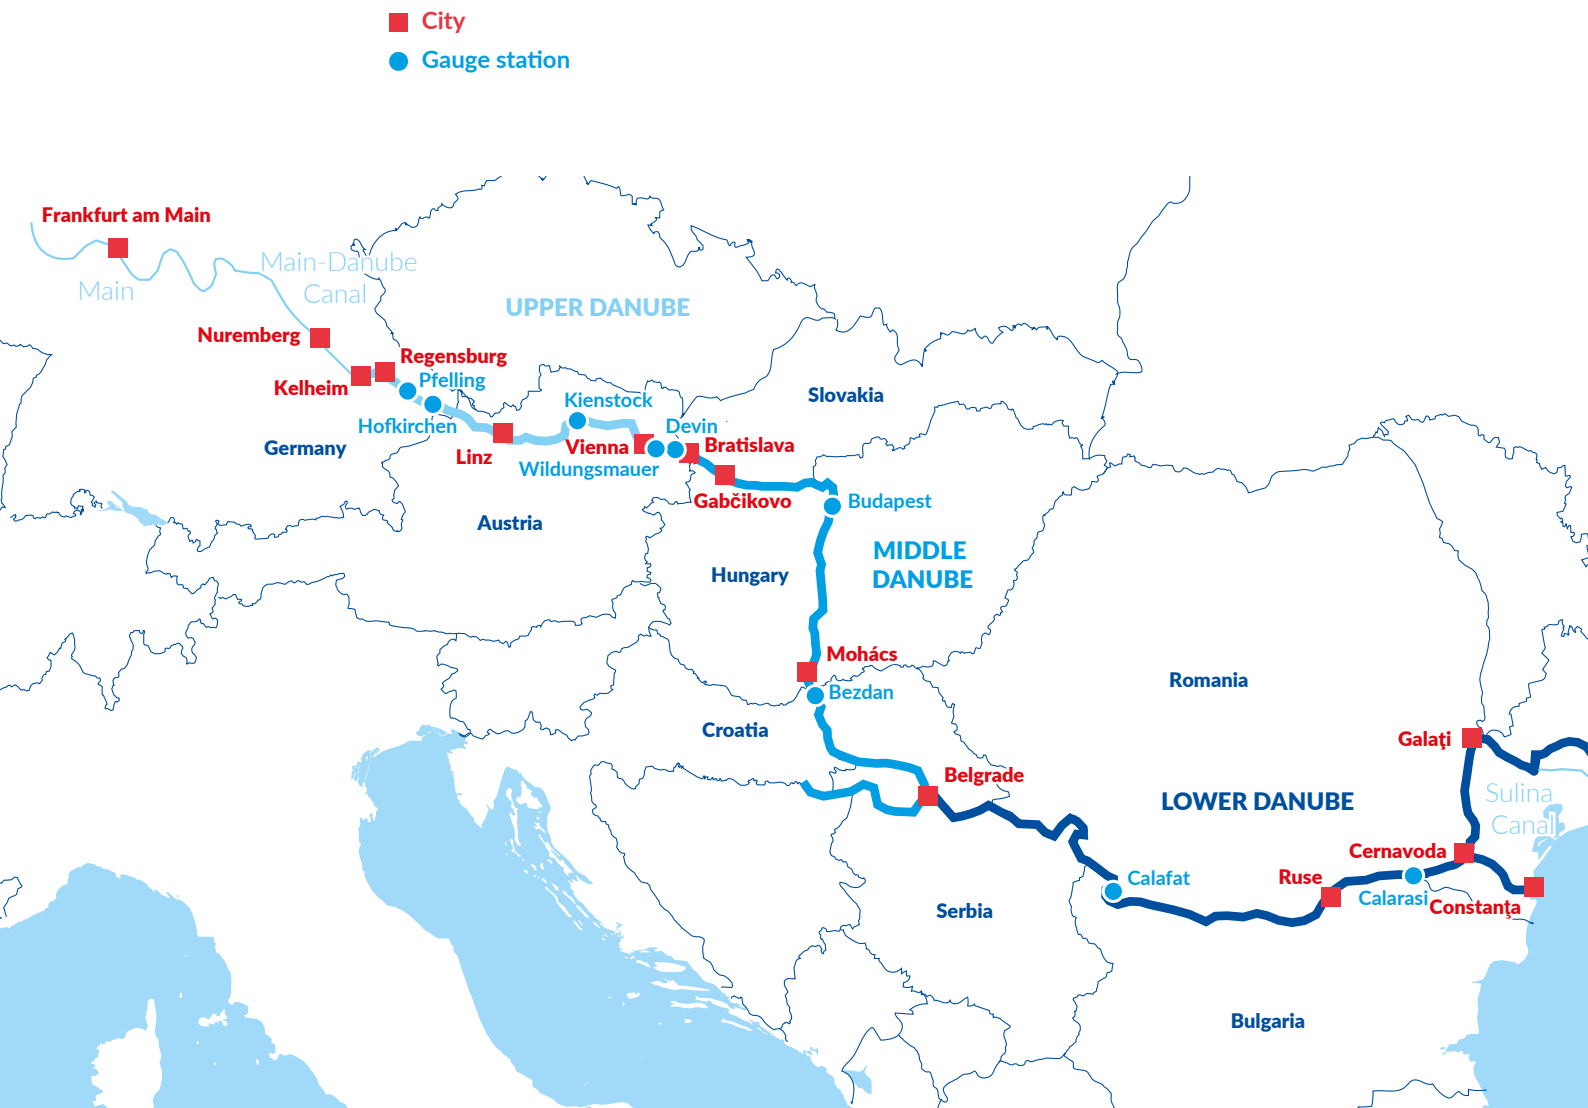 City
Gauge station
Frankfurt am Main
Main-Danube
Canal
Main
UPPER DANUBE
Nuremberg
Regensburg
Kelheim
Pfelling
Slovakia
Kienstock
Hofkirchen
Devin
Germany
Vienna
Bratislava
Linz
Wildungsmauer
Gabčikovo
Budapest
Austria
MIDDLE
DANUBE
Hungary
Mohács
Romania
Bezdan
Croatia
Galaţi
Belgrade
Sulina
Canal
LOWER DANUBE
Cernavoda
Calafat
Ruse
Calarasi
Constanţa
Serbia
Bulgaria